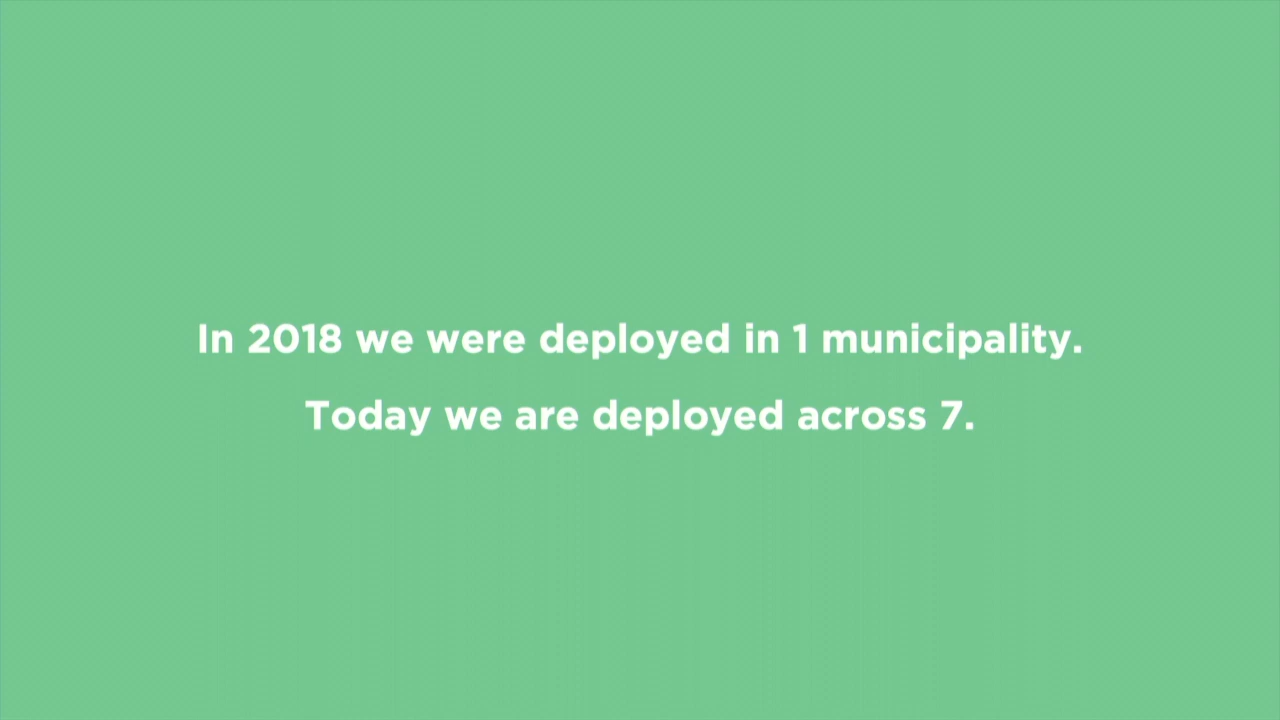 In 2018 we were deployed in 1 municipality.
Today we are deployed across 7.